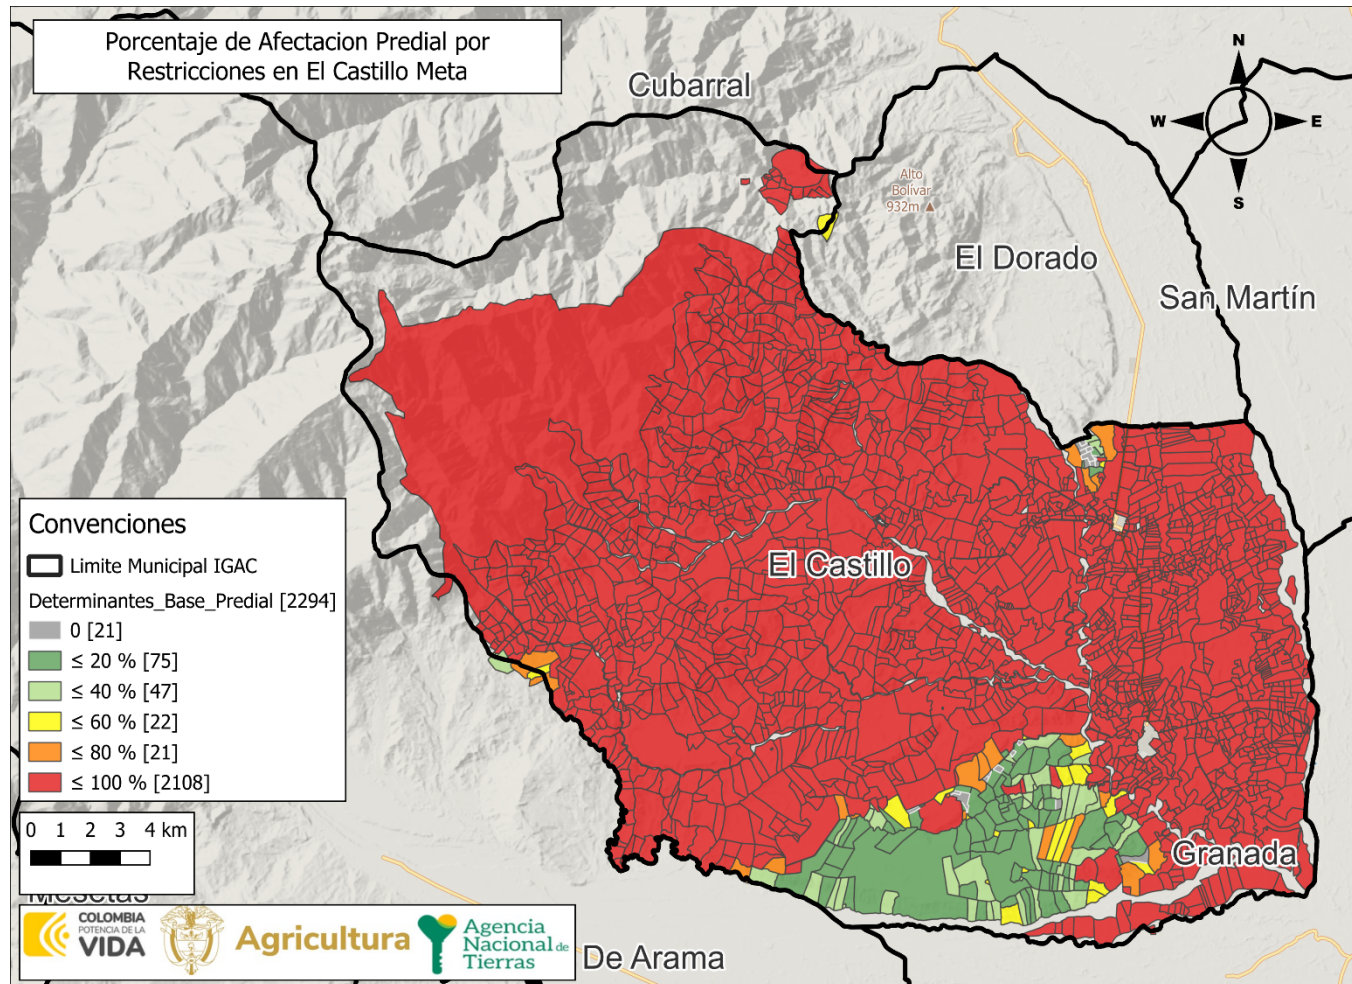 Porcentaje de Afectacion Predial por
Restricciones en El Castillo Meta
Cubarral
N
W
E
S
Alto
Bolívar
932m
El Dorado
San Martín
El Castillo
Granada
Convenciones
Limite Municipal IGAC
Determinantes_Base_Predial [2294]
0 [21]
≤ 20 % [75]
≤ 40 % [47]
≤ 60 % [22]
≤ 80 % [21]
≤ 100 % [2108]
0 1 2 3 4 km
Mesetas
COLOMBIA
POTENCIA DE LA
VIDA
Agricultura
Agencia
Nacional de
Tierras
De Arama